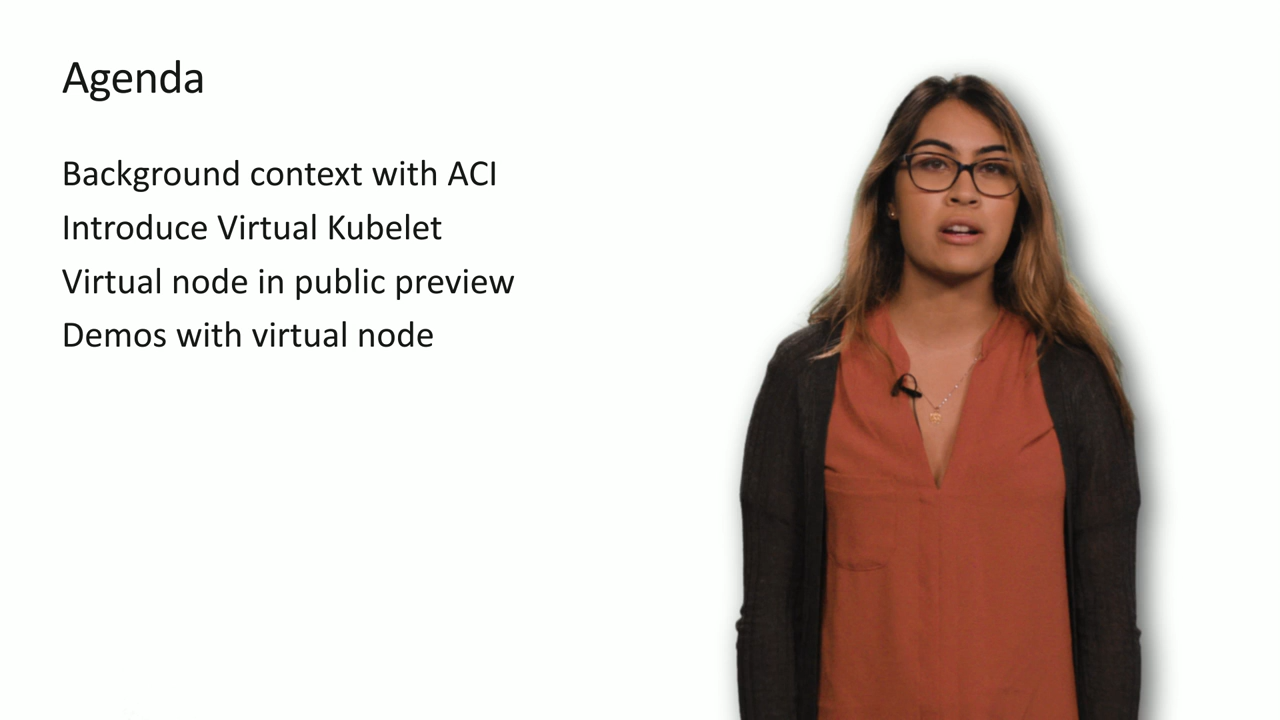 Agenda
Background context with ACI
Introduce Virtual Kubelet
Virtual node in public preview
Demos with virtual node